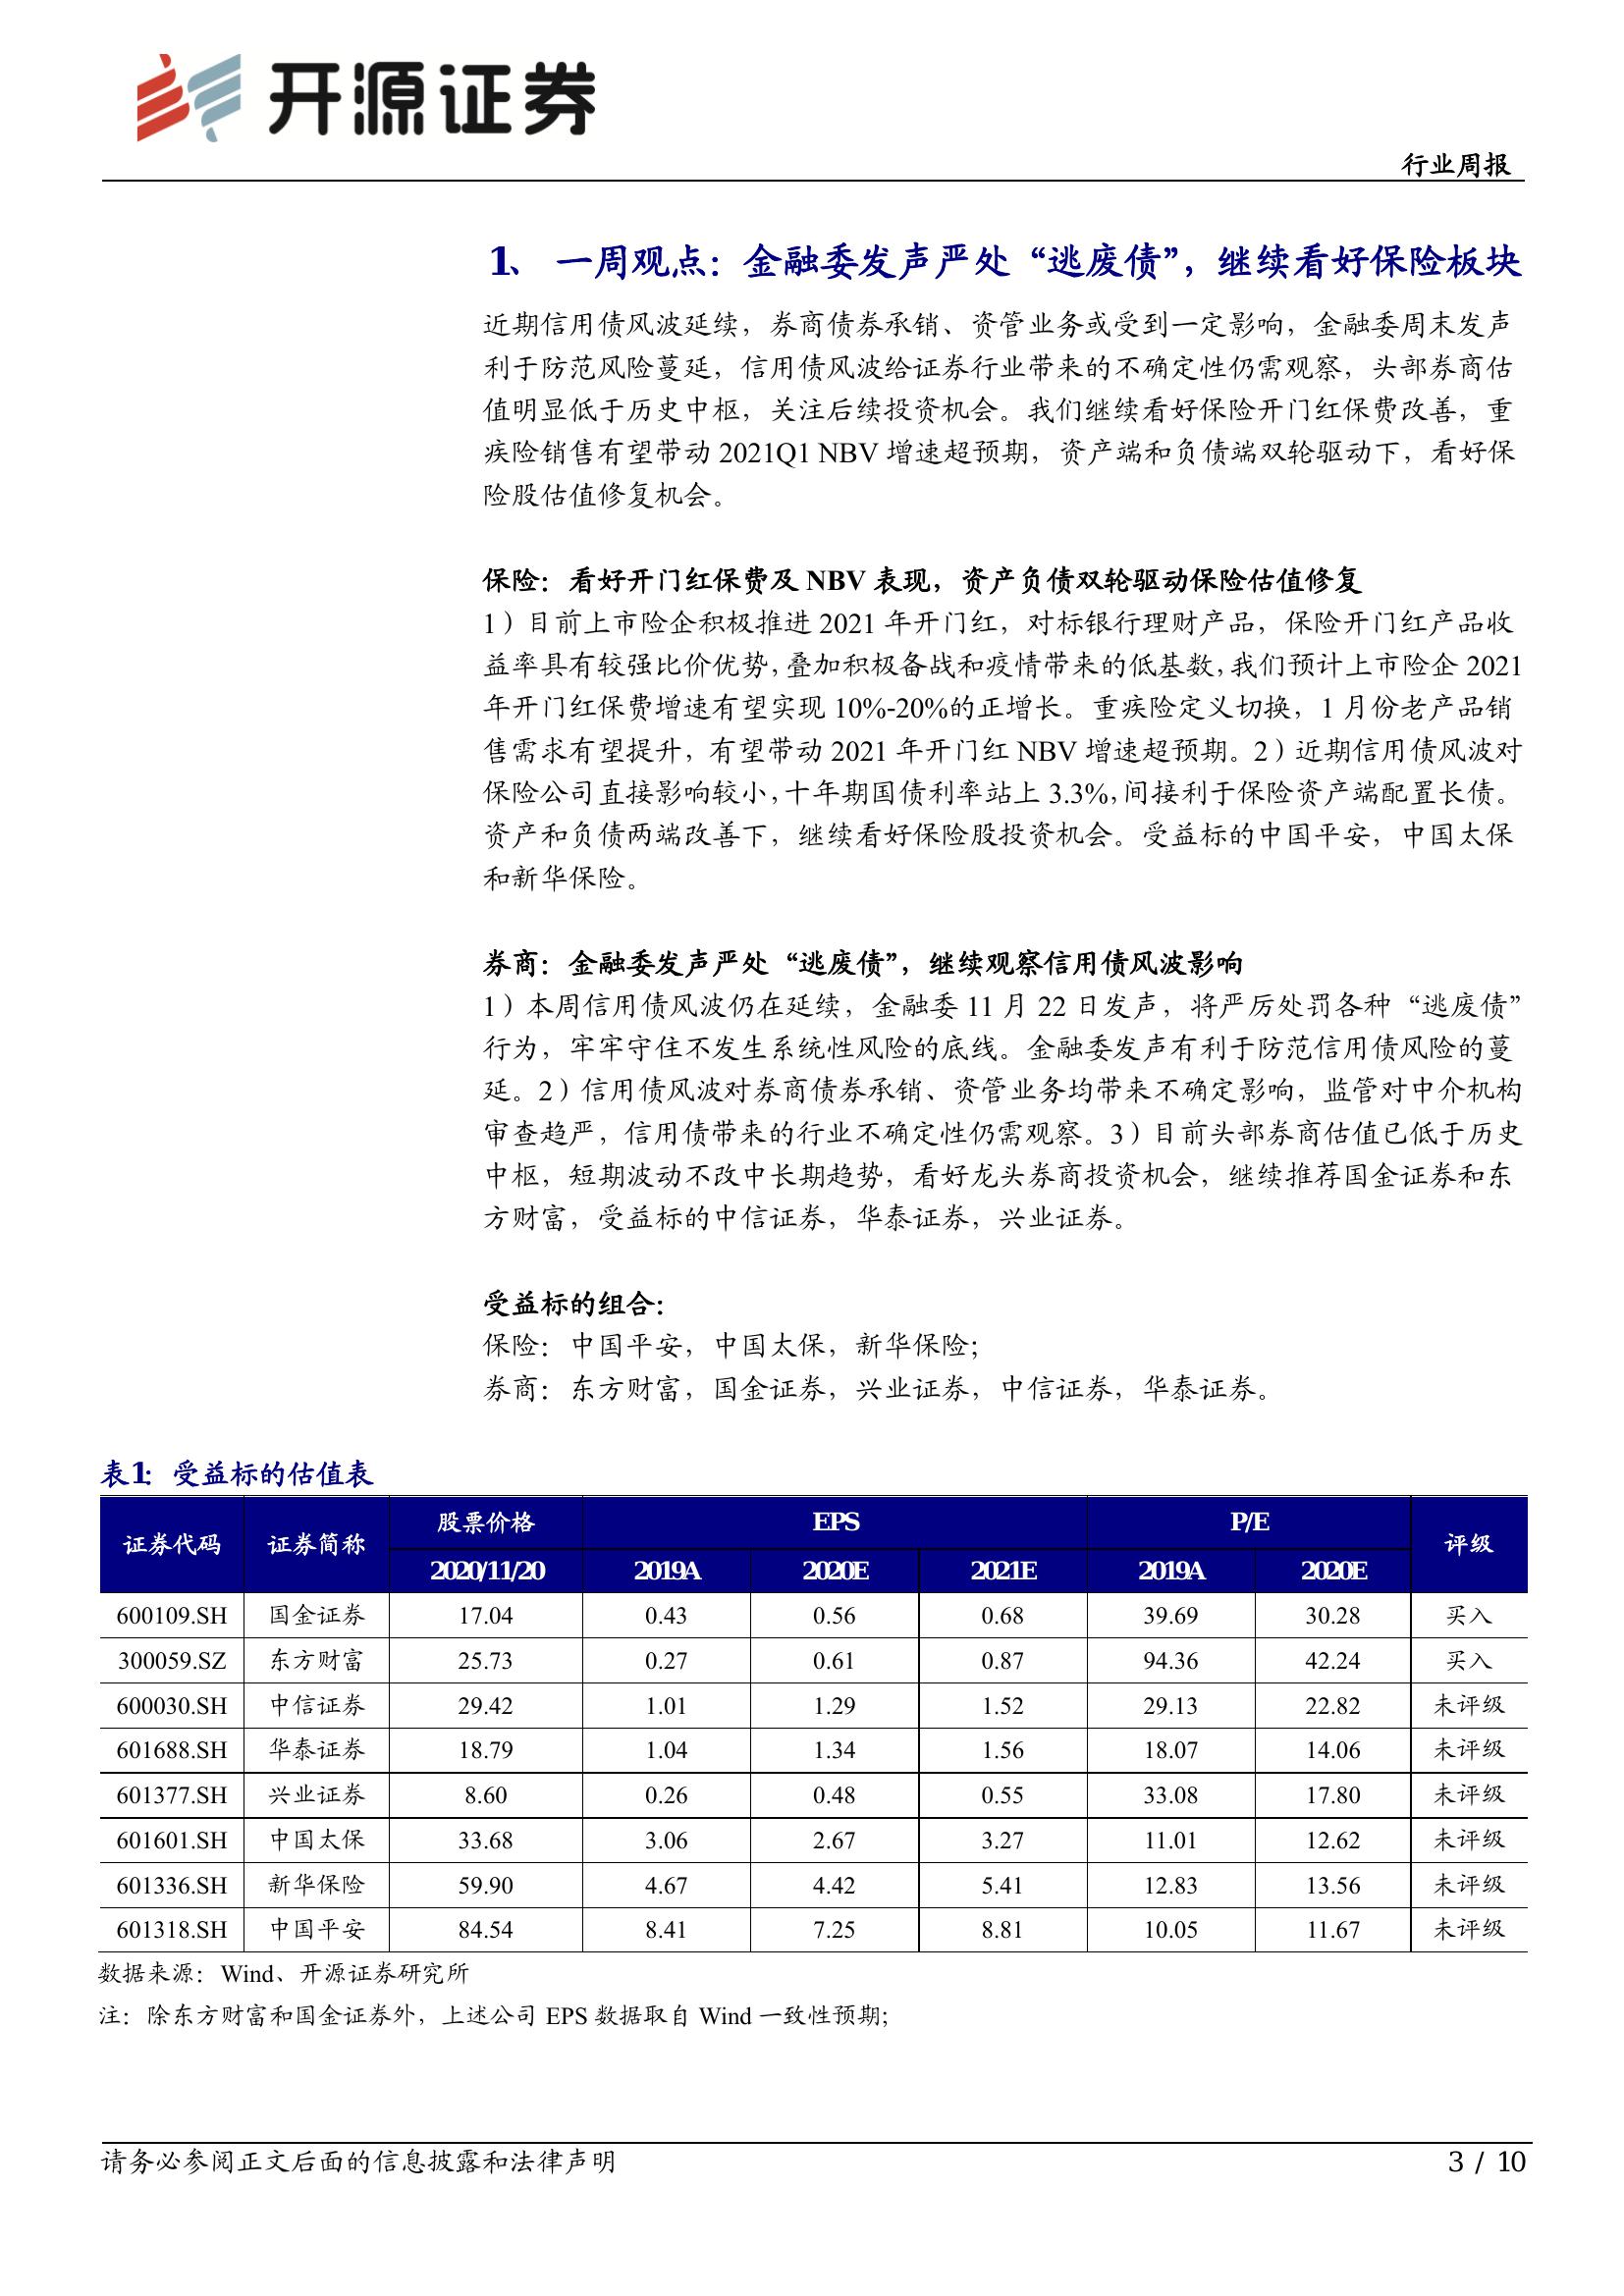 开源证券
行业周报
1、 一周观点：金融委发声严处“逃废债”，继续看好保险板块
近期信用债风波延续，券商债券承销、资管业务或受到一定影响，金融委周末发声
利于防范风险蔓延，信用债风波给证券行业带来的不确定性仍需观察，头部券商估
值明显低于历史中枢，关注后续投资机会。我们继续看好保险开门红保费改善，重
疾险销售有望带动 2021Q1 NBV 增速超预期，资产端和负债端双轮驱动下，看好保
险股估值修复机会。
保险：看好开门红保费及 NBV 表现，资产负债双轮驱动保险估值修复
1）目前上市险企积极推进 2021 年开门红，对标银行理财产品，保险开门红产品收
益率具有较强比价优势，叠加积极备战和疫情带来的低基数，我们预计上市险企 2021
年开门红保费增速有望实现 10%-20%的正增长。重疾险定义切换，1 月份老产品销
售需求有望提升，有望带动 2021 年开门红 NBV 增速超预期。2）近期信用债风波对
保险公司直接影响较小，十年期国债利率站上 3.3%，间接利于保险资产端配置长债。
资产和负债两端改善下，继续看好保险股投资机会。受益标的中国平安，中国太保
和新华保险。
券商：金融委发声严处“逃废债”，继续观察信用债风波影响
1）本周信用债风波仍在延续，金融委 11 月 22 日发声，将严厉处罚各种“逃废债”
行为，牢牢守住不发生系统性风险的底线。金融委发声有利于防范信用债风险的蔓
延。2）信用债风波对券商债券承销、资管业务均带来不确定影响，监管对中介机构
审查趋严，信用债带来的行业不确定性仍需观察。3）目前头部券商估值已低于历史
中枢，短期波动不改中长期趋势，看好龙头券商投资机会，继续推荐国金证券和东
方财富，受益标的中信证券，华泰证券，兴业证券。
受益标的组合：
保险：中国平安，中国太保，新华保险；
券商：东方财富，国金证券，兴业证券，中信证券，华泰证券。
表1： 受益标的估值表
证券代码 证券简称 股票价格 EPS P/E 评级
2020/11/20 2019A 2020E 2021E 2019A 2020E
600109.SH 国金证券 17.04 0.43 0.56 0.68 39.69 30.28 买入
300059.SZ 东方财富 25.73 0.27 0.61 0.87 94.36 42.24 买入
600030.SH 中信证券 29.42 1.01 1.29 1.52 29.13 22.82 未评级
601688.SH 华泰证券 18.79 1.04 1.34 1.56 18.07 14.06 未评级
601377.SH 兴业证券 8.60 0.26 0.48 0.55 33.08 17.80 未评级
601601.SH 中国太保 33.68 3.06 2.67 3.27 11.01 12.62 未评级
601336.SH 新华保险 59.90 4.67 4.42 5.41 12.83 13.56 未评级
601318.SH 中国平安 84.54 8.41 7.25 8.81 10.05 11.67 未评级
数据来源：Wind、开源证券研究所
注：除东方财富和国金证券外，上述公司 EPS 数据取自 Wind 一致性预期；
请务必参阅正文后面的信息披露和法律声明 3 / 10